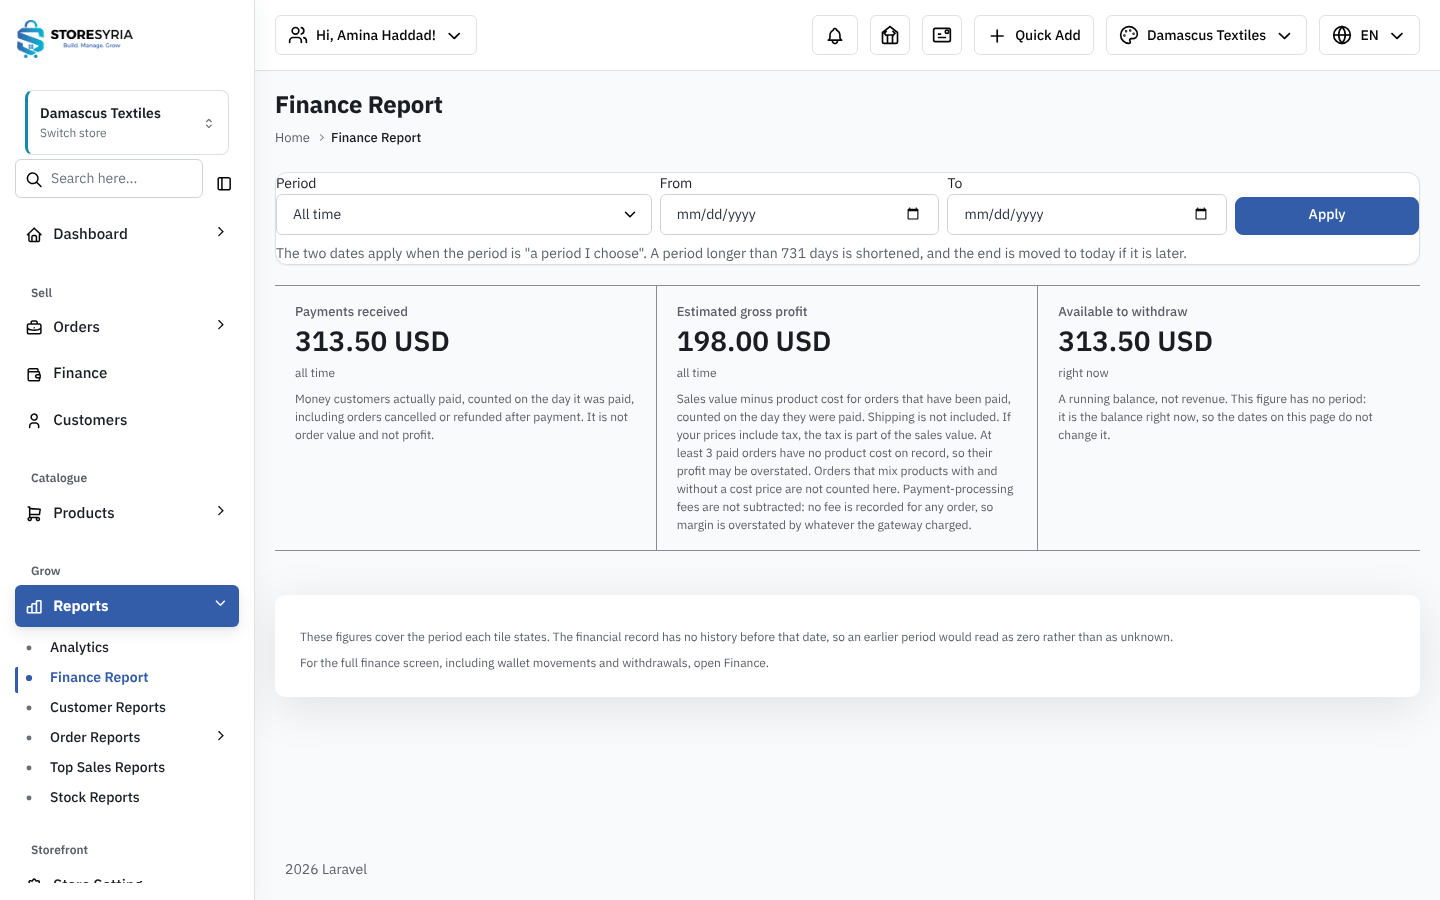 STORESYRIA
Build. Manage. Grow
Hi, Amina Haddad!
Quick Add
Damascus Textiles
EN
Damascus Textiles
Switch store
Search here...
Dashboard
Sell
Orders
Finance
Customers
Catalogue
Products
Grow
Reports
Analytics
Finance Report
Customer Reports
Order Reports
Top Sales Reports
Stock Reports
Storefront
Store Setting
Finance Report
Home > Finance Report
Period
From
To
All time
mm/dd/yyyy
mm/dd/yyyy
Apply
The two dates apply when the period is "a period I choose". A period longer than 731 days is shortened, and the end is moved to today if it is later.
Payments received
313.50 USD
all time
Money customers actually paid, counted on the day it was paid,
including orders cancelled or refunded after payment. It is not
order value and not profit.
Estimated gross profit
198.00 USD
all time
Sales value minus product cost for orders that have been paid,
counted on the day they were paid. Shipping is not included. If
your prices include tax, the tax is part of the sales value. At
least 3 paid orders have no product cost on record, so their
profit may be overstated. Orders that mix products with and
without a cost price are not counted here. Payment-processing
fees are not subtracted: no fee is recorded for any order, so
margin is overstated by whatever the gateway charged.
Available to withdraw
313.50 USD
right now
A running balance, not revenue. This figure has no period:
it is the balance right now, so the dates on this page do not
change it.
These figures cover the period each tile states. The financial record has no history before that date, so an earlier period would read as zero rather than as unknown.
For the full finance screen, including wallet movements and withdrawals, open Finance.
2026 Laravel